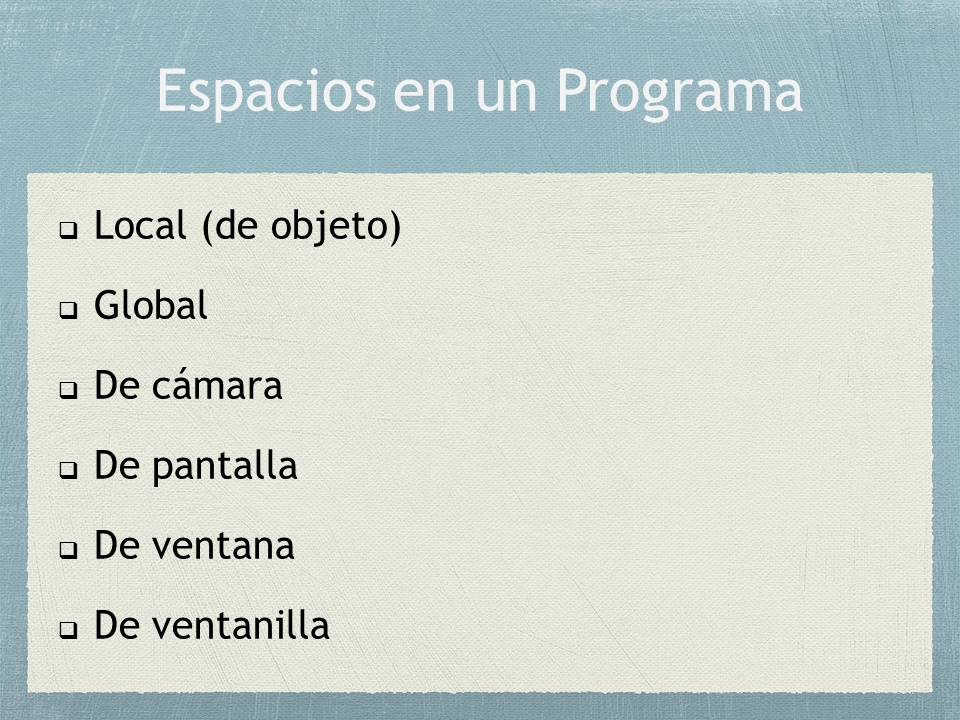 Espacios en un Programa
Local (de objeto)
Global
De cámara
De pantalla
De ventana
De ventanilla